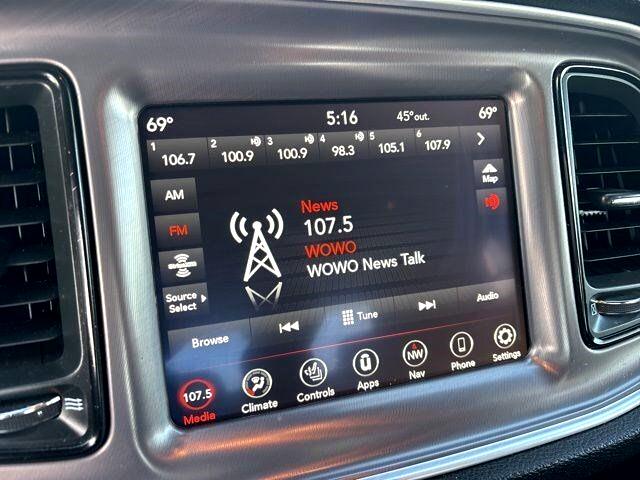 69° 5:16 45°out. 69°
1 2 3 4 5 6
106.7 100.9 100.9 98.3 105.1 107.9
AM
Map
FM
News
107.5
WOWO
WOWO News Talk
SiriusXM
Source
Select
Browse Tune Audio
107.5 NW
Media Climate Controls Apps Nav Phone Settings